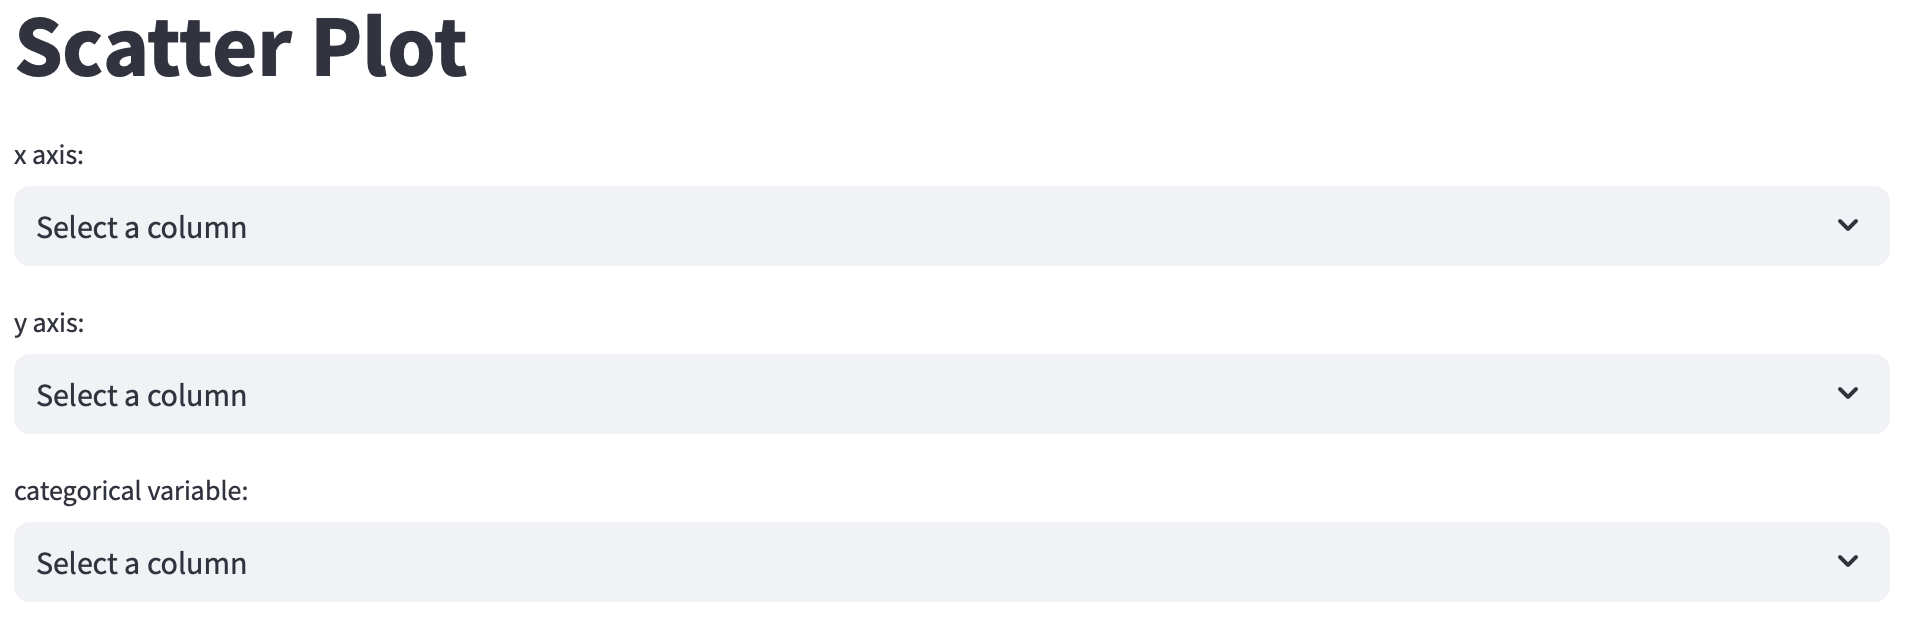 Scatter Plot
x axis:
Select a column
y axis:
Select a column
categorical variable:
Select a column